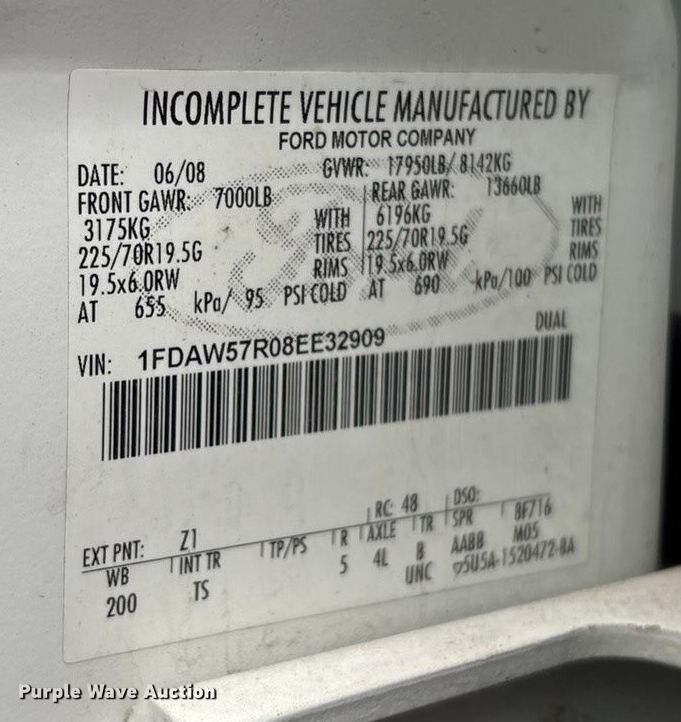 INCOMPLETE VEHICLE MANUFACTURED BY
FORD MOTOR COMPANY
DATE: 06/08 GVWR: 17950LB/ 8142KG
FRONT GAWR: 7000LB REAR GAWR: 13660LB
3175KG WITH 6196KG WITH
225/70R19.5G TIRES 225/70R19.5G TIRES
19.5x6.0RW RIMS 19.5x6.0RW RIMS
AT 655 kPa/ 95 PSI COLD AT 690 kPa/100 PSI COLD
DUAL
VIN: 1FDAW57R08EE32909
RC: 48 DSO:
EXT PNT: Z1 8F716
WB INT TR TP/PS R AXLE TR SPR M05
200 TS 5 4L B AABB
UNC 5U5A-1520472-BA
Purple Wave Auction